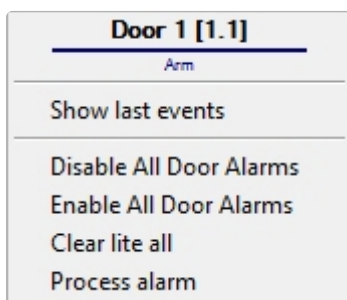 Door 1 [1.1]
Arm
Show last events
Disable All Door Alarms
Enable All Door Alarms
Clear lite all
Process alarm